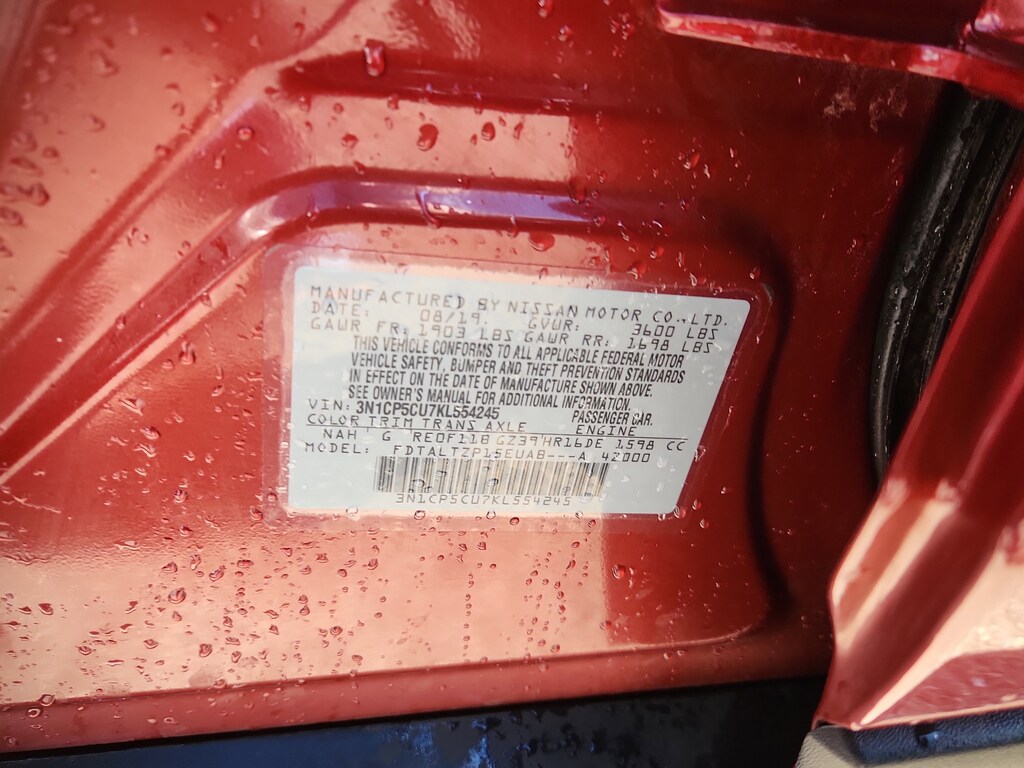 MANUFACTURED BY NISSAN MOTOR CO.,LTD.
DATE: 08/19 GVWR: 3600 LBS
GAWR FR: 1903 LBS GAWR RR: 1698 LBS
THIS VEHICLE CONFORMS TO ALL APPLICABLE FEDERAL MOTOR
VEHICLE SAFETY, BUMPER AND THEFT PREVENTION STANDARDS
IN EFFECT ON THE DATE OF MANUFACTURE SHOWN ABOVE.
SEE OWNER'S MANUAL FOR ADDITIONAL INFORMATION.
VIN: 3N1CP5CU7KL554245 PASSENGER CAR.
COLOR TRIM TRANS AXLE ENGINE
NAH G RE0F11B GZ39 HR16DE 1598 CC
MODEL: FDTALTZP15EUAB---A 42000
3N1CP5CU7KL554245